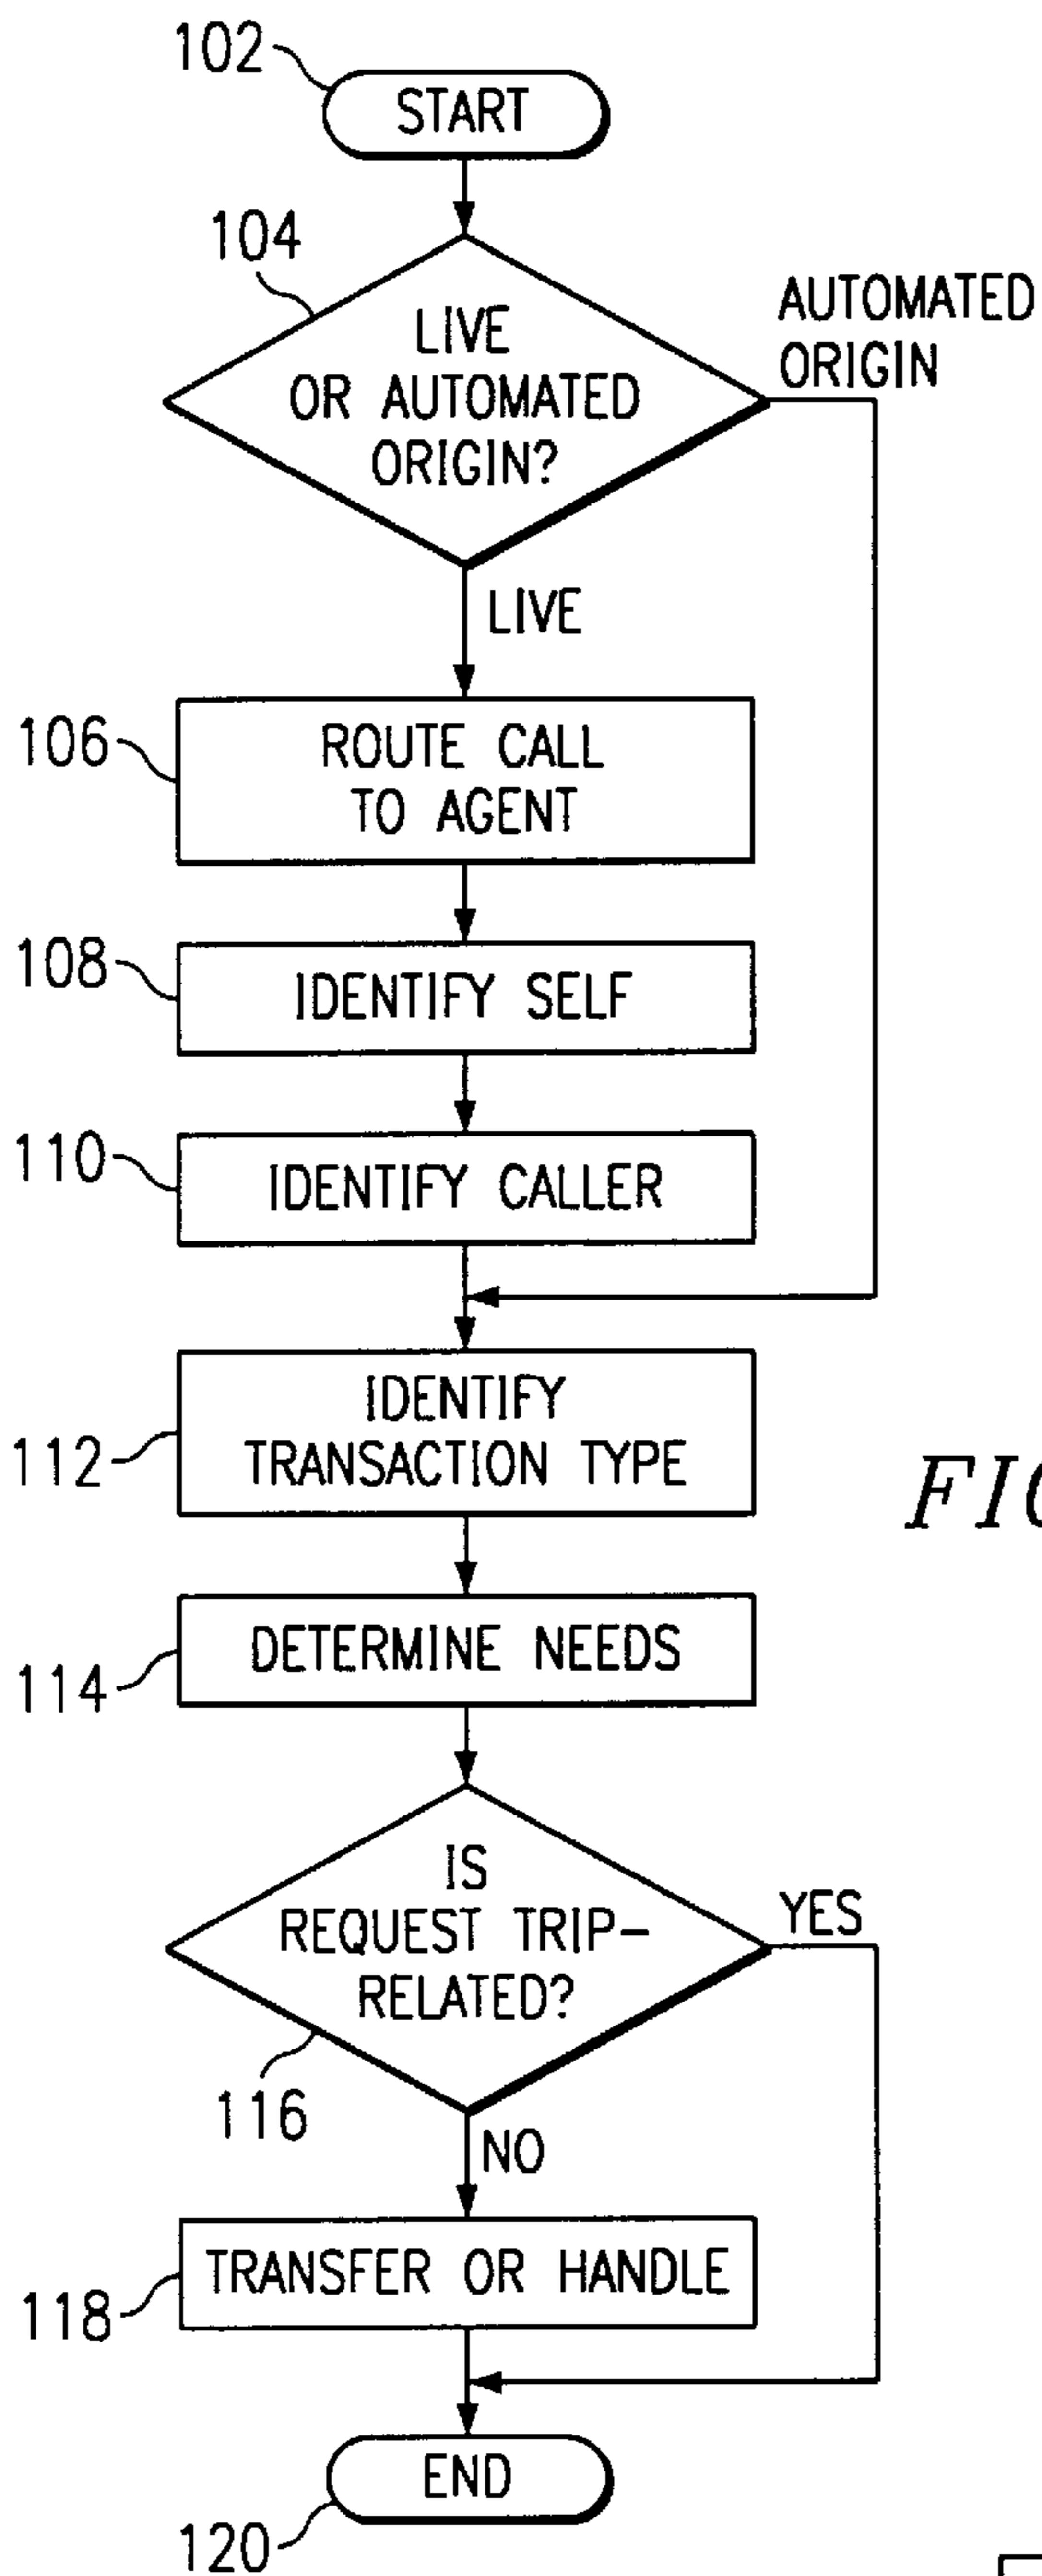 102
START
104
LIVE
OR AUTOMATED
ORIGIN?
AUTOMATED
ORIGIN
LIVE
106
ROUTE CALL
TO AGENT
108
IDENTIFY SELF
110
IDENTIFY CALLER
112
IDENTIFY
TRANSACTION TYPE
114
DETERMINE NEEDS
116
IS
REQUEST TRIP-
RELATED?
YES
NO
118
TRANSFER OR HANDLE
END
120